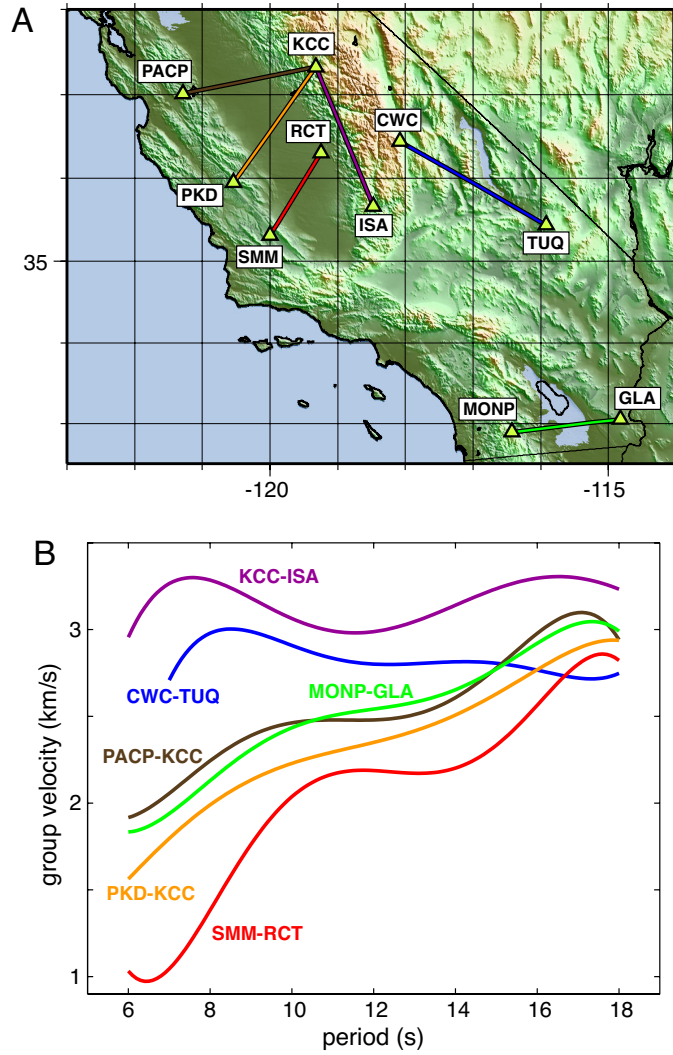 A
KCC
PACP
RCT
CWC
PKD
ISA
SMM
TUQ
35
MONP
GLA
-120
-115
B
KCC-ISA
3
CWC-TUQ
MONP-GLA
PACP-KCC
group velocity (km/s)
2
PKD-KCC
SMM-RCT
1
6 8 10 12 14 16 18
period (s)